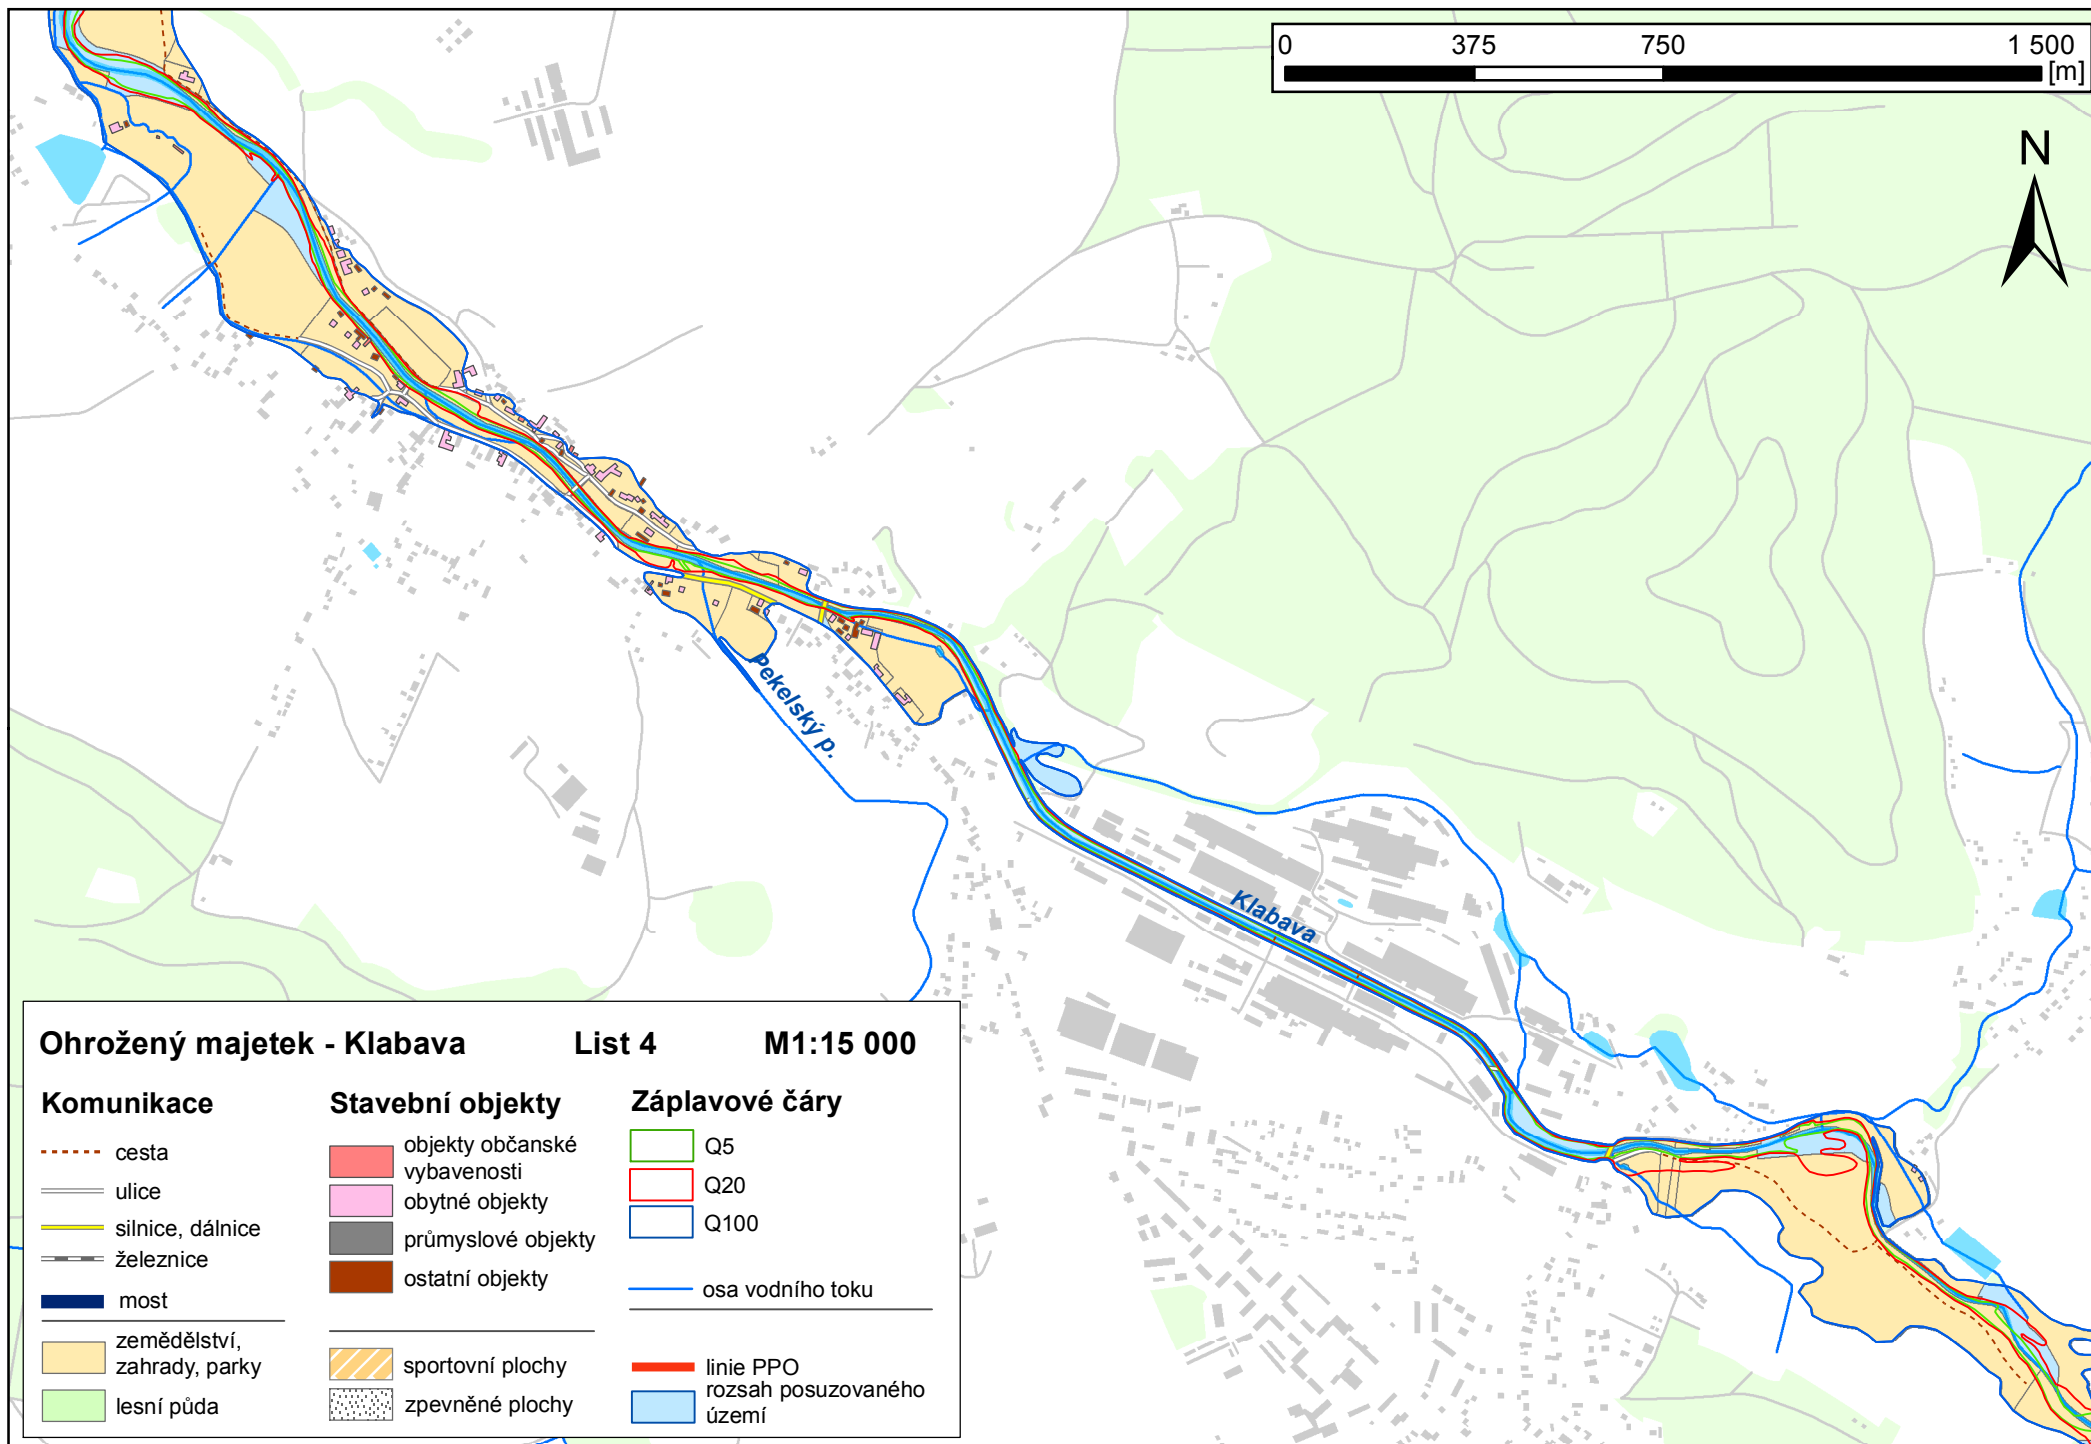 0 375 750 1 500
[m]
N
Pekelský p.
Klabava
Ohrožený majetek - Klabava List 4 M1:15 000
Komunikace
cesta
ulice
silnice, dálnice
železnice
most
zemědělství,
zahrady, parky
lesní půda
Stavební objekty
objekty občanské
vybavenosti
obytné objekty
průmyslové objekty
ostatní objekty
sportovní plochy
zpevněné plochy
Záplavové čáry
Q5
Q20
Q100
osa vodního toku
linie PPO
rozsah posuzovaného
území